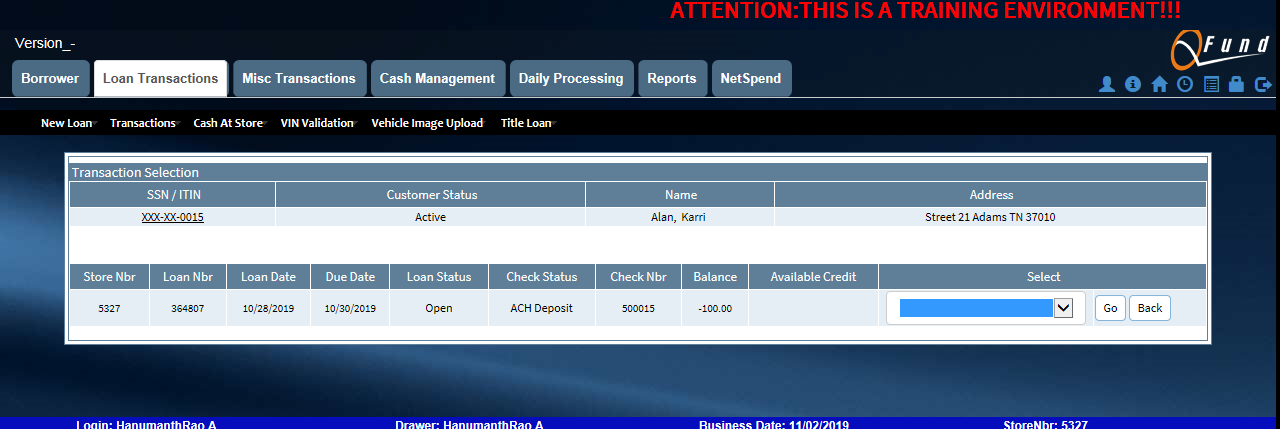 ATTENTION:THIS IS A TRAINING ENVIRONMENT!!!
Version_-
QFund
Borrower Loan Transactions Misc Transactions Cash Management Daily Processing Reports NetSpend
New Loan Transactions Cash At Store VIN Validation Vehicle Image Upload Title Loan
Transaction Selection
SSN / ITIN Customer Status Name Address
XXX-XX-0015 Active Alan, Karri Street 21 Adams TN 37010
Store Nbr Loan Nbr Loan Date Due Date Loan Status Check Status Check Nbr Balance Available Credit Select
5327 364807 10/28/2019 10/30/2019 Open ACH Deposit 500015 -100.00 Go Back
Login: HanumanthRao A Drawer: HanumanthRao A Business Date: 11/02/2019 StoreNbr: 5327